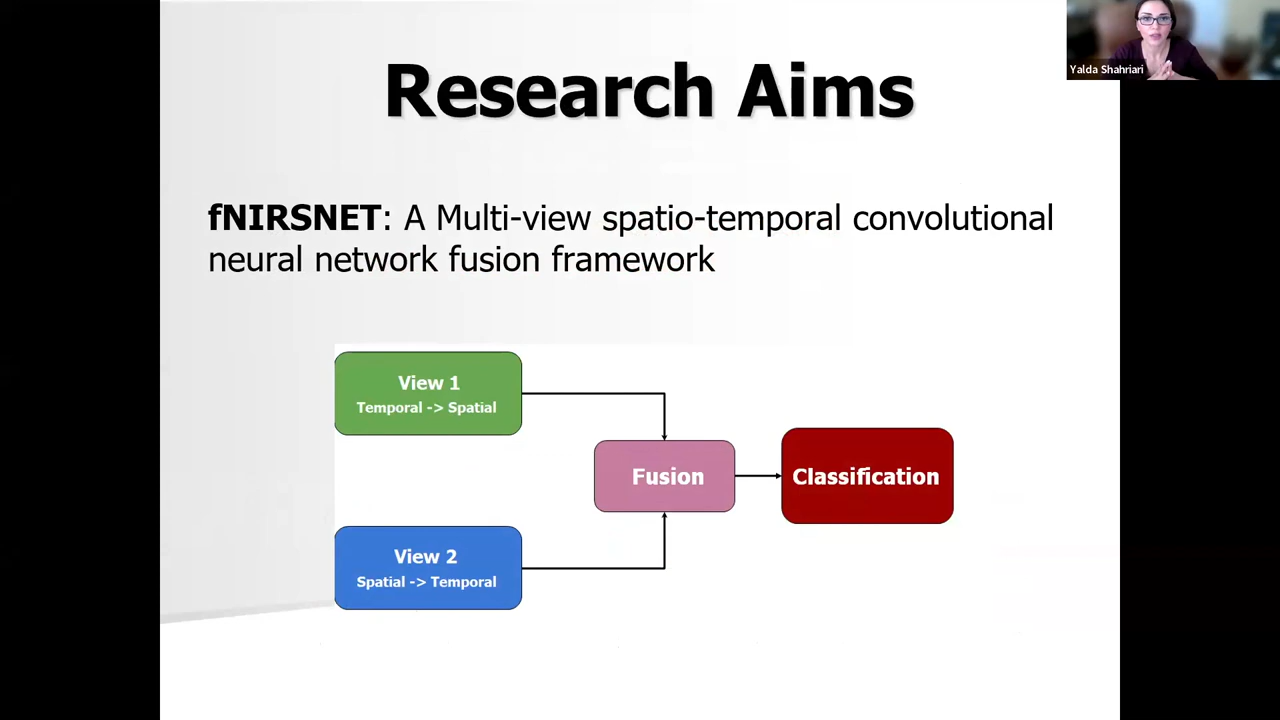 Research Aims
Yalda Shahriari
fNIRSNET: A Multi-view spatio-temporal convolutional
neural network fusion framework
View 1
Temporal -> Spatial
Fusion
Classification
View 2
Spatial -> Temporal